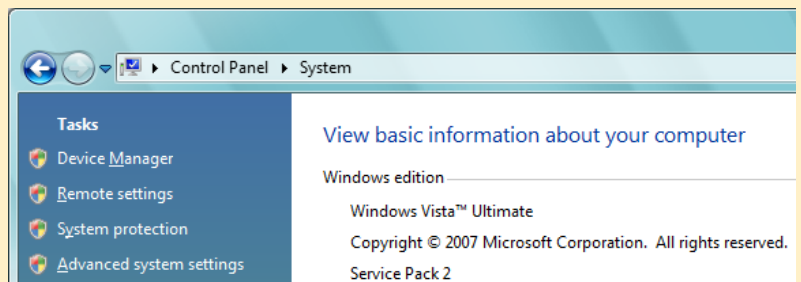 Control Panel System
Tasks
Device Manager
Remote settings
System protection
Advanced system settings
View basic information about your computer
Windows edition
Windows Vista™ Ultimate
Copyright © 2007 Microsoft Corporation. All rights reserved.
Service Pack 2